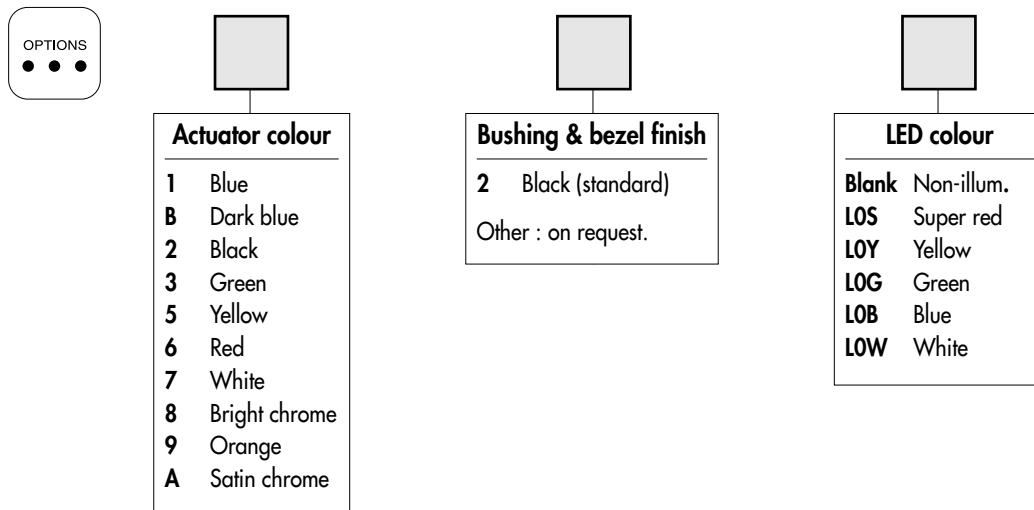 OPTIONS
Actuator colour
1 Blue
B Dark blue
2 Black
3 Green
5 Yellow
6 Red
7 White
8 Bright chrome
9 Orange
A Satin chrome
Bushing & bezel finish
2 Black (standard)
Other : on request.
LED colour
Blank Non-illum.
L0S Super red
L0Y Yellow
L0G Green
L0B Blue
L0W White